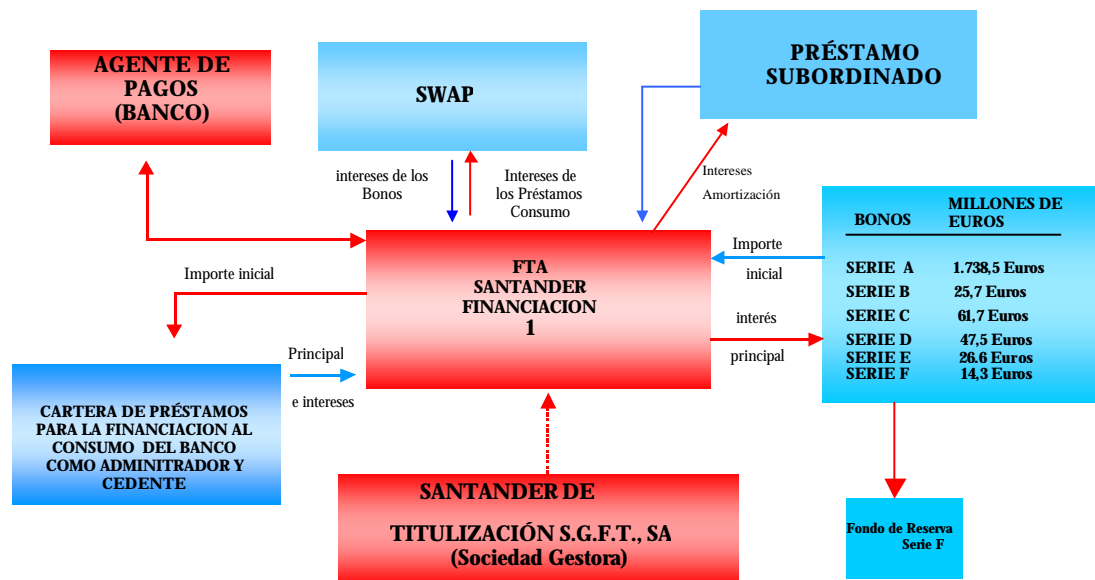 AGENTE DE
PAGOS
(BANCO)
SWAP
PRÉSTAMO
SUBORDINADO
intereses de los
Bonos
Intereses de
los Préstamos
Consumo
Intereses
Amortización
BONOS
MILLONES DE
EUROS
SERIE A 1.738,5 Euros
SERIE B 25,7 Euros
SERIE C 61,7 Euros
SERIE D 47,5 Euros
SERIE E 26.6 Euros
SERIE F 14,3 Euros
Importe
inicial
interés
principal
FTA
SANTANDER
FINANCIACION
1
Importe inicial
Principal
e intereses
CARTERA DE PRÉSTAMOS
PARA LA FINANCIACION AL
CONSUMO DEL BANCO
COMO ADMINITRADOR Y
CEDENTE
SANTANDER DE
TITULIZACIÓN S.G.F.T., SA
(Sociedad Gestora)
Fondo de Reserva
Serie F